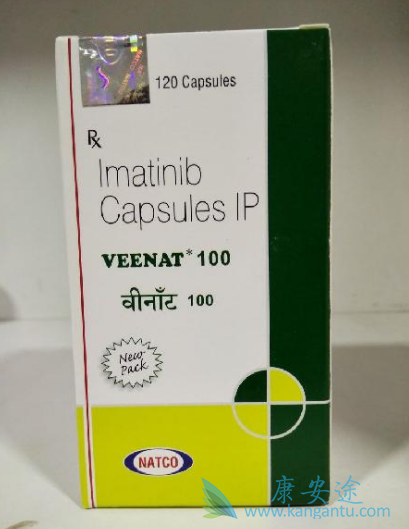 120 Capsules
Rx
Imatinib
Capsules IP
VEENAT* 100
वीनाँट 100
New
Pack
NATCO
康安途
www.kangantu.com